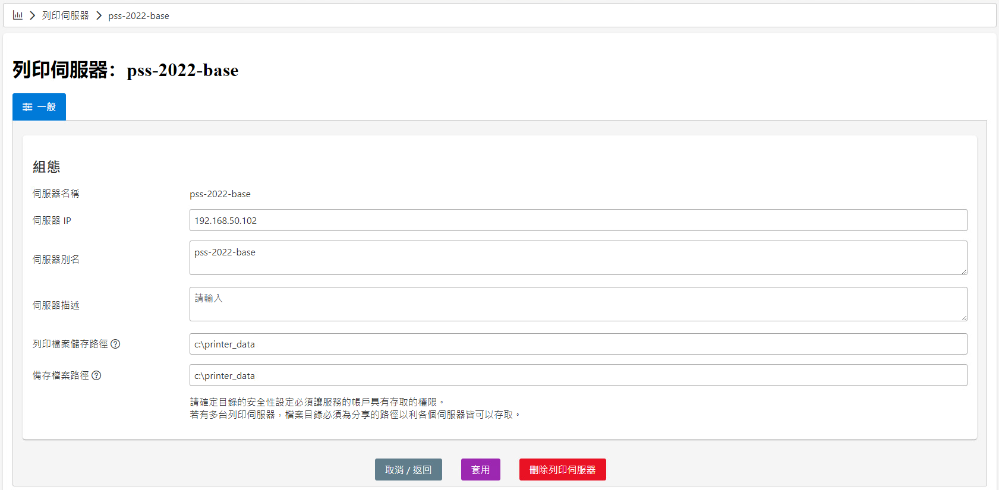 列印伺服器 pss-2022-base
列印伺服器：pss-2022-base
一般
組態
伺服器名稱 pss-2022-base
伺服器 IP 192.168.50.102
伺服器別名 pss-2022-base
伺服器描述 請輸入
列印檔案儲存路徑 c:\printer_data
備存檔案路徑 c:\printer_data
請確定目錄的安全性設定必須讓服務的帳戶具有存取的權限。
若有多台列印伺服器，檔案目錄必須為分享的路徑以利各個伺服器皆可以存取。
取消 / 返回 套用 刪除列印伺服器